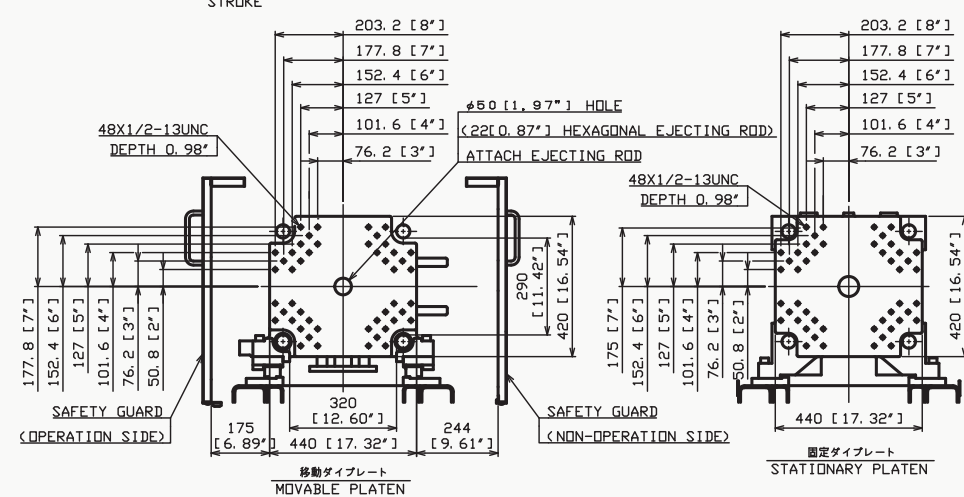 STROKE
203.2 [8"]
177.8 [7"]
152.4 [6"]
127 [5"]
101.6 [4"]
76.2 [3"]
48X1/2-13UNC
DEPTH 0.98"
ø50 [1.97"] HOLE
(22[0.87"] HEXAGONAL EJECTING ROD)
ATTACH EJECTING ROD
177.8 [7"]
152.4 [6"]
127 [5"]
101.6 [4"]
76.2 [3"]
50.8 [2"]
290
[11.42"]
420 [16.54"]
SAFETY GUARD
(OPERATION SIDE)
175
[6.89"]
320
[12.60"]
440 [17.32"]
244
[9.61"]
SAFETY GUARD
(NON-OPERATION SIDE)
移動ダイプレート
MOVABLE PLATEN
203.2 [8"]
177.8 [7"]
152.4 [6"]
127 [5"]
101.6 [4"]
76.2 [3"]
48X1/2-13UNC
DEPTH 0.98"
175 [7"]
152.4 [6"]
127 [5"]
101.6 [4"]
76.2 [3"]
50.8 [2"]
420 [16.54"]
440 [17.32"]
固定ダイプレート
STATIONARY PLATEN